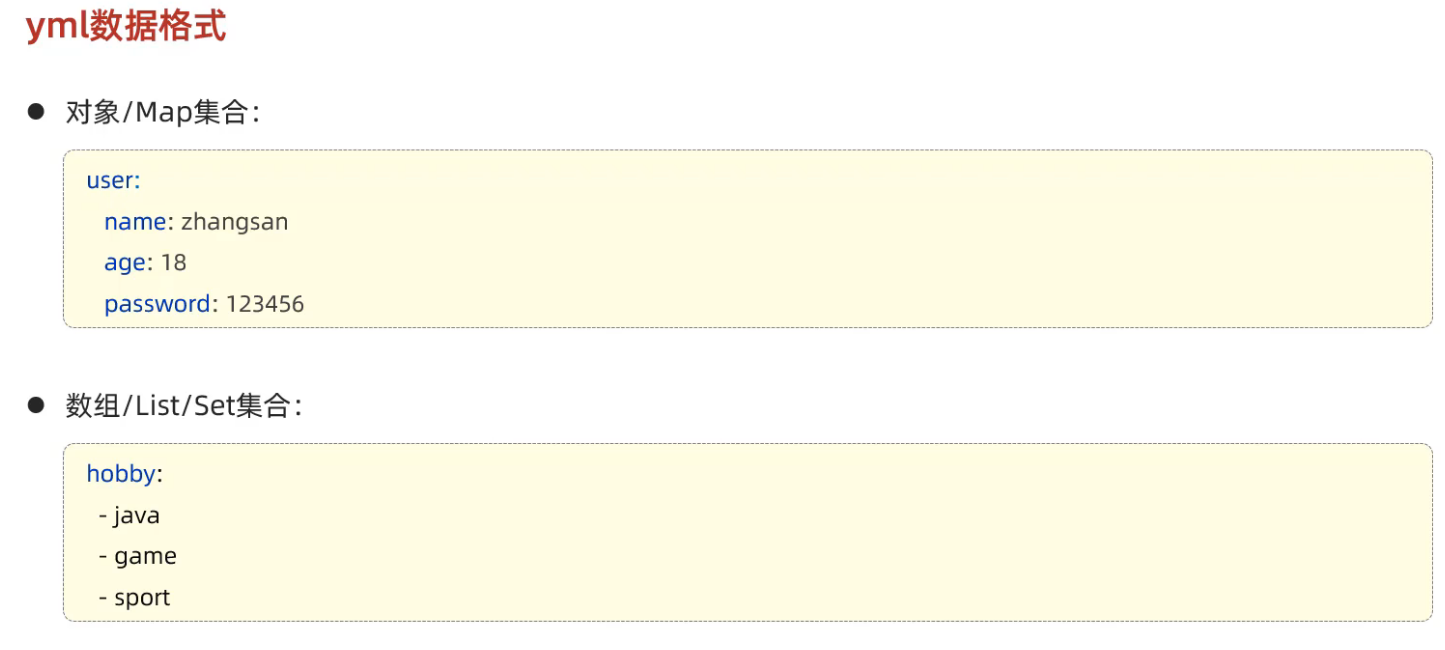 yml数据格式
● 对象/Map集合：
user:
name: zhangsan
age: 18
password: 123456
● 数组/List/Set集合：
hobby:
- java
- game
- sport